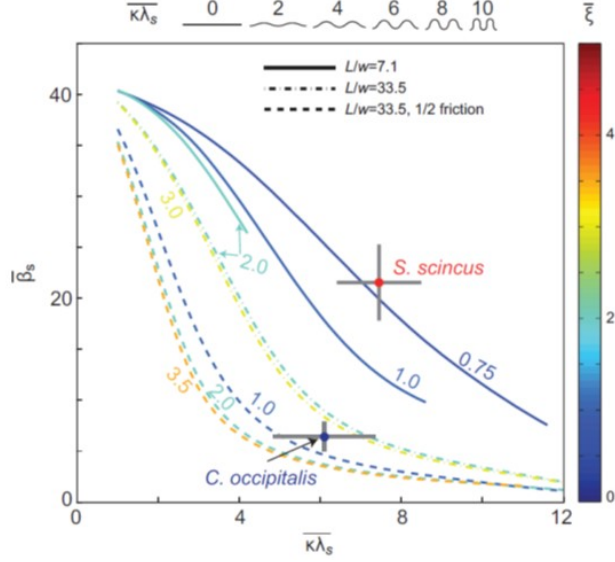 κλₛ 0 2 4 6 8 10 ξ
L/w=7.1
L/w=33.5
L/w=33.5, 1/2 friction
40
4
3.0
2.0
S. scincus
βₛ
20
2
0.75
1.0
3.5
2.0
1.0
C. occipitalis
0
0
0 4 8 12
κλₛ